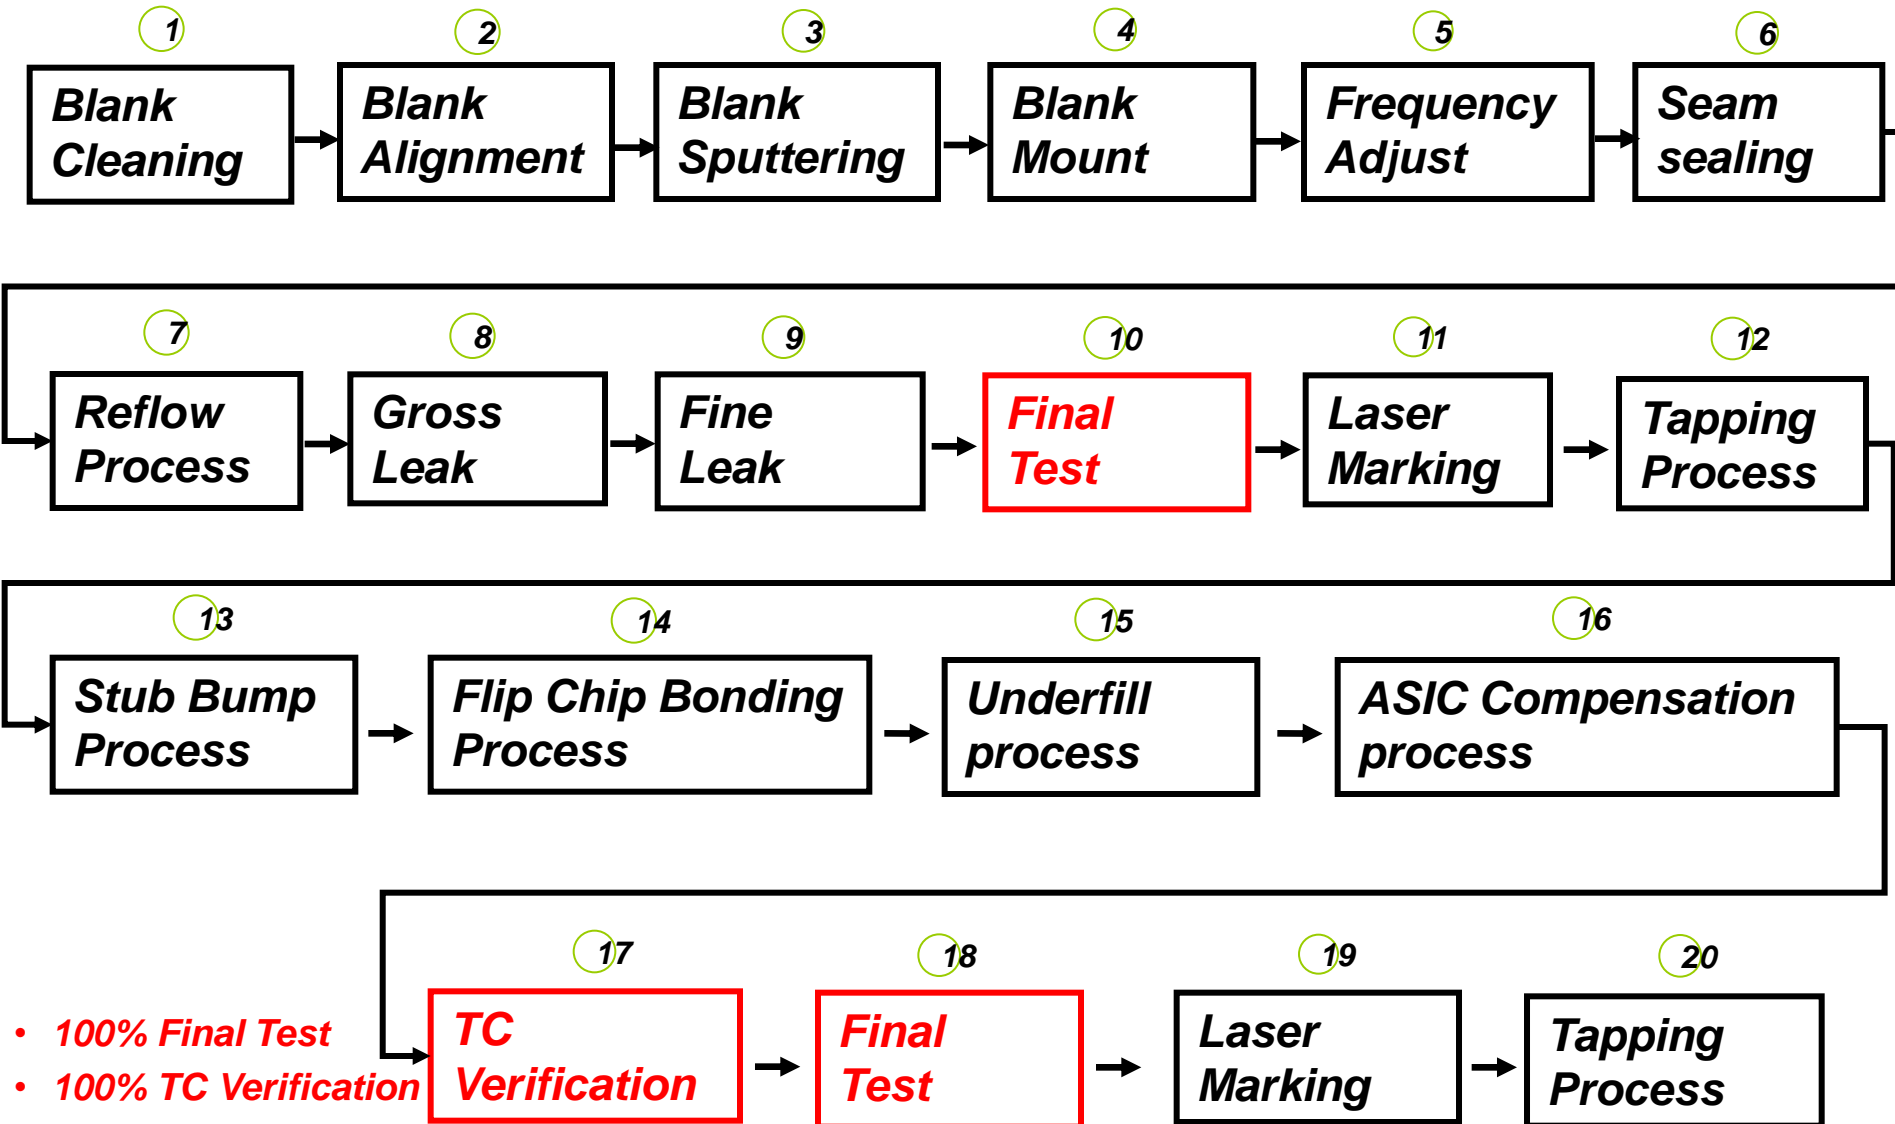 1
2
3
4
5
6
Blank
Cleaning
Blank
Alignment
Blank
Sputtering
Blank
Mount
Frequency
Adjust
Seam
sealing
7
8
9
10
11
12
Reflow
Process
Gross
Leak
Fine
Leak
Final
Test
Laser
Marking
Tapping
Process
13
14
15
16
Stub Bump
Process
Flip Chip Bonding
Process
Underfill
process
ASIC Compensation
process
17
18
19
20
• 100% Final Test
• 100% TC Verification
TC
Verification
Final
Test
Laser
Marking
Tapping
Process